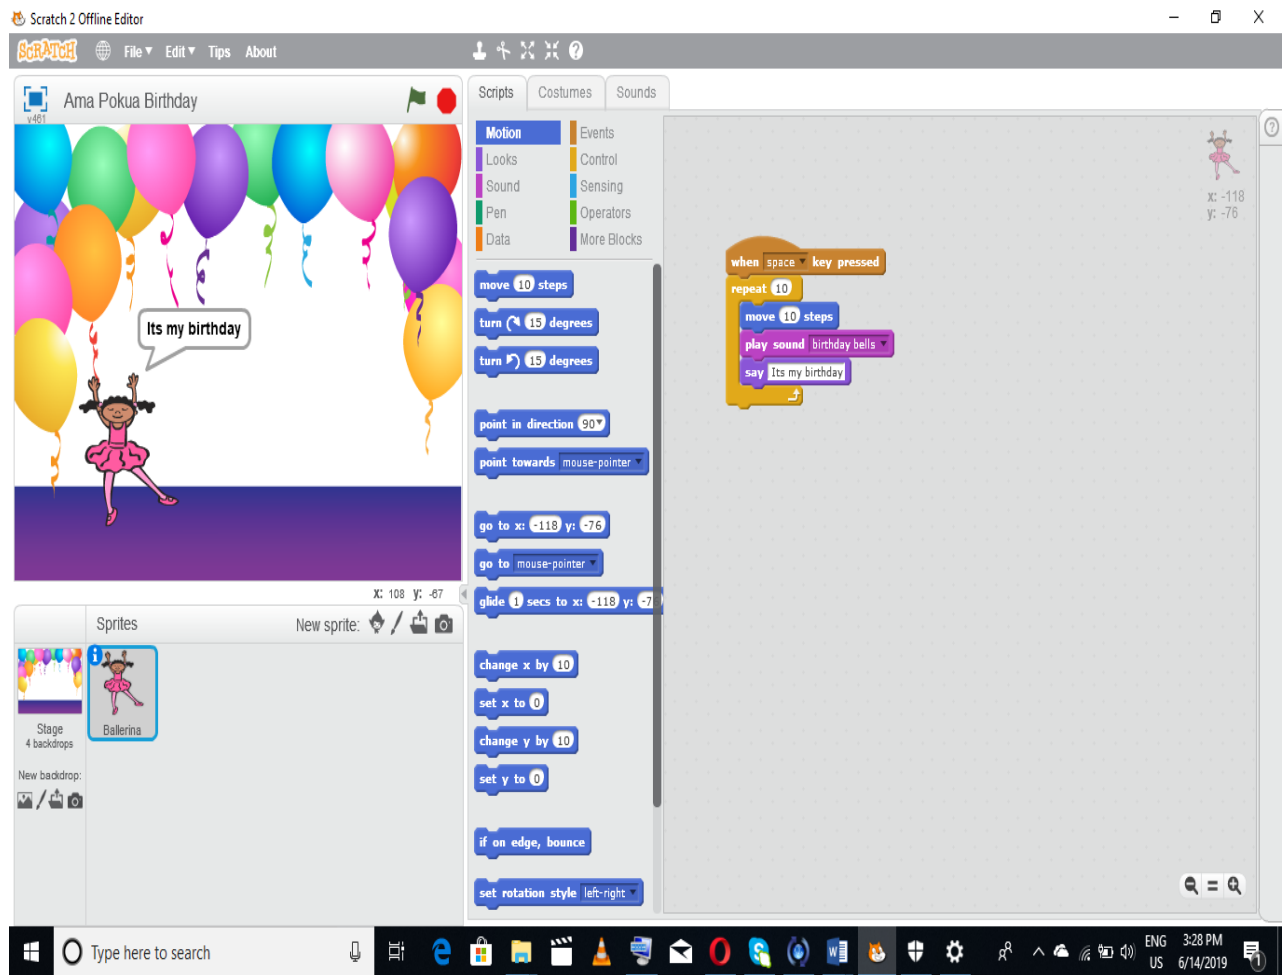 Scratch 2 Offline Editor
SCRATCH File Edit Tips About
Ama Pokua Birthday
v461
Its my birthday
X: 108 y: -67
Sprites New sprite:
Stage
4 backdrops
New backdrop:
Ballerina
Scripts Costumes Sounds
Motion Events
Looks Control
Sound Sensing
Pen Operators
Data More Blocks
move 10 steps
turn 15 degrees
turn 15 degrees
point in direction 90
point towards mouse-pointer
go to x: -118 y: -76
go to mouse-pointer
glide 1 secs to x: -118 y: -7
change x by 10
set x to 0
change y by 10
set y to 0
if on edge, bounce
set rotation style left-right
when space key pressed
repeat 10
move 10 steps
play sound birthday bells
say Its my birthday
x: -118
y: -76
Type here to search
ENG
US
3:28 PM
6/14/2019
1